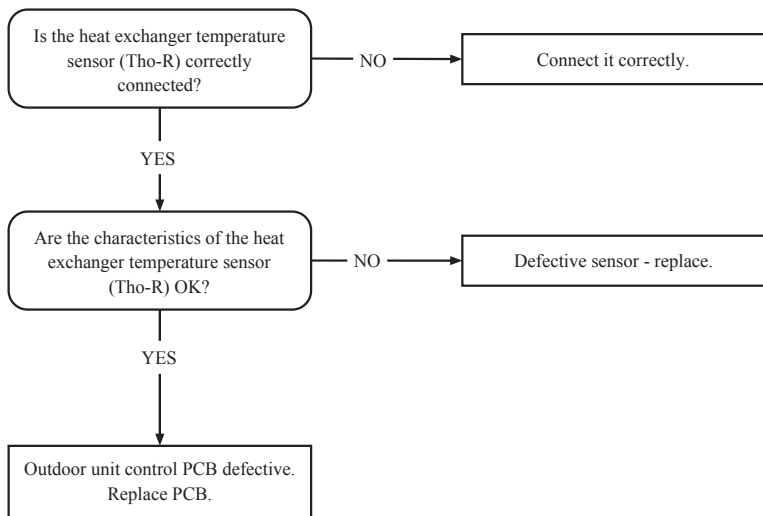 Is the heat exchanger temperature
sensor (Tho-R) correctly
connected?
NO
Connect it correctly.
YES
Are the characteristics of the heat
exchanger temperature sensor
(Tho-R) OK?
NO
Defective sensor - replace.
YES
Outdoor unit control PCB defective.
Replace PCB.